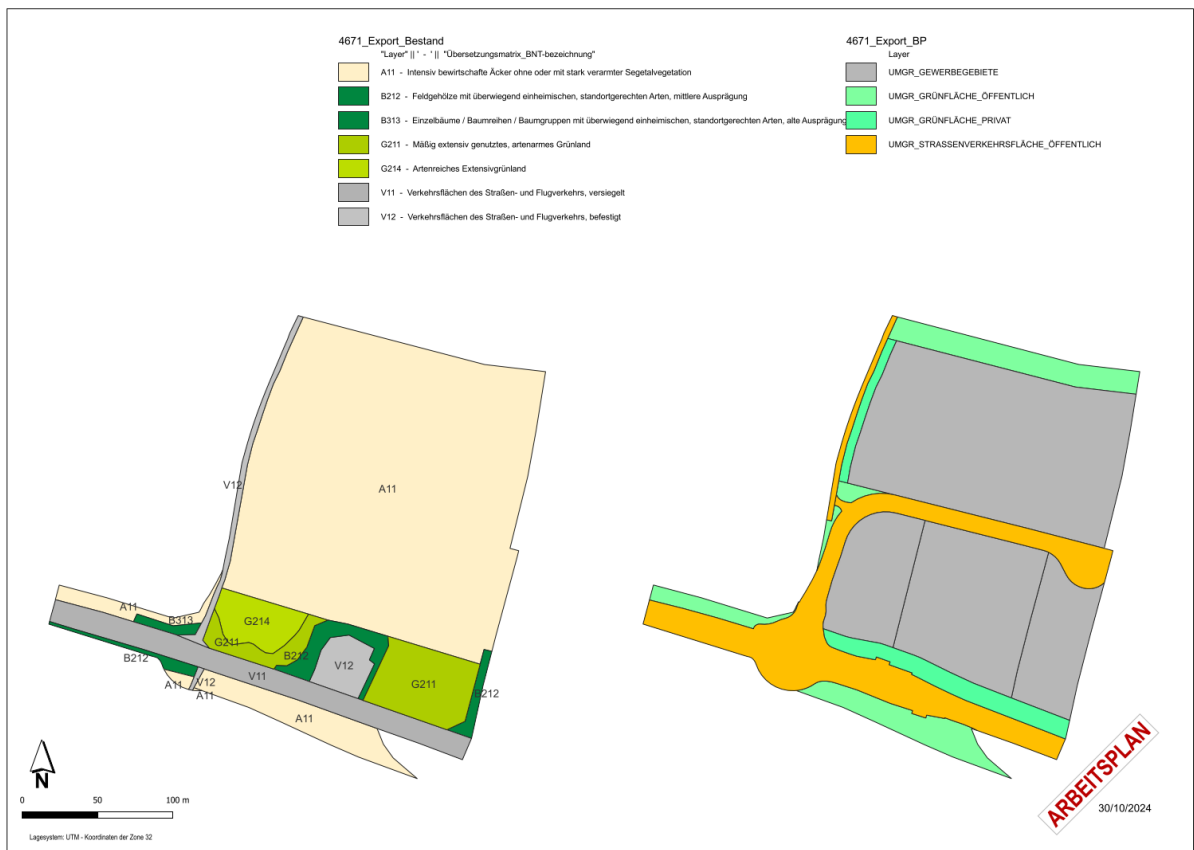 4671_Export_Bestand
"Layer" || ' - ' || "Übersetzungsmatrix_BNT-bezeichnung"
A11 - Intensiv bewirtschafte Äcker ohne oder mit stark verarmter Segetalvegetation
B212 - Feldgehölze mit überwiegend einheimischen, standortgerechten Arten, mittlere Ausprägung
B313 - Einzelbäume / Baumreihen / Baumgruppen mit überwiegend einheimischen, standortgerechten Arten, alte Ausprägung
G211 - Mäßig extensiv genutztes, artenarmes Grünland
G214 - Artenreiches Extensivgrünland
V11 - Verkehrsflächen des Straßen- und Flugverkehrs, versiegelt
V12 - Verkehrsflächen des Straßen- und Flugverkehrs, befestigt
4671_Export_BP
Layer
UMGR_GEWERBEGEBIETE
UMGR_GRÜNFLÄCHE_ÖFFENTLICH
UMGR_GRÜNFLÄCHE_PRIVAT
UMGR_STRASSENVERKEHRSFLÄCHE_ÖFFENTLICH
V12
A11
A11
B313
G214
G211
B212
V12
B212
V11
G211
A11
V12
A11
B212
A11
N
0 50 100 m
Lagesystem: UTM - Koordinaten der Zone 32
ARBEITSPLAN
30/10/2024